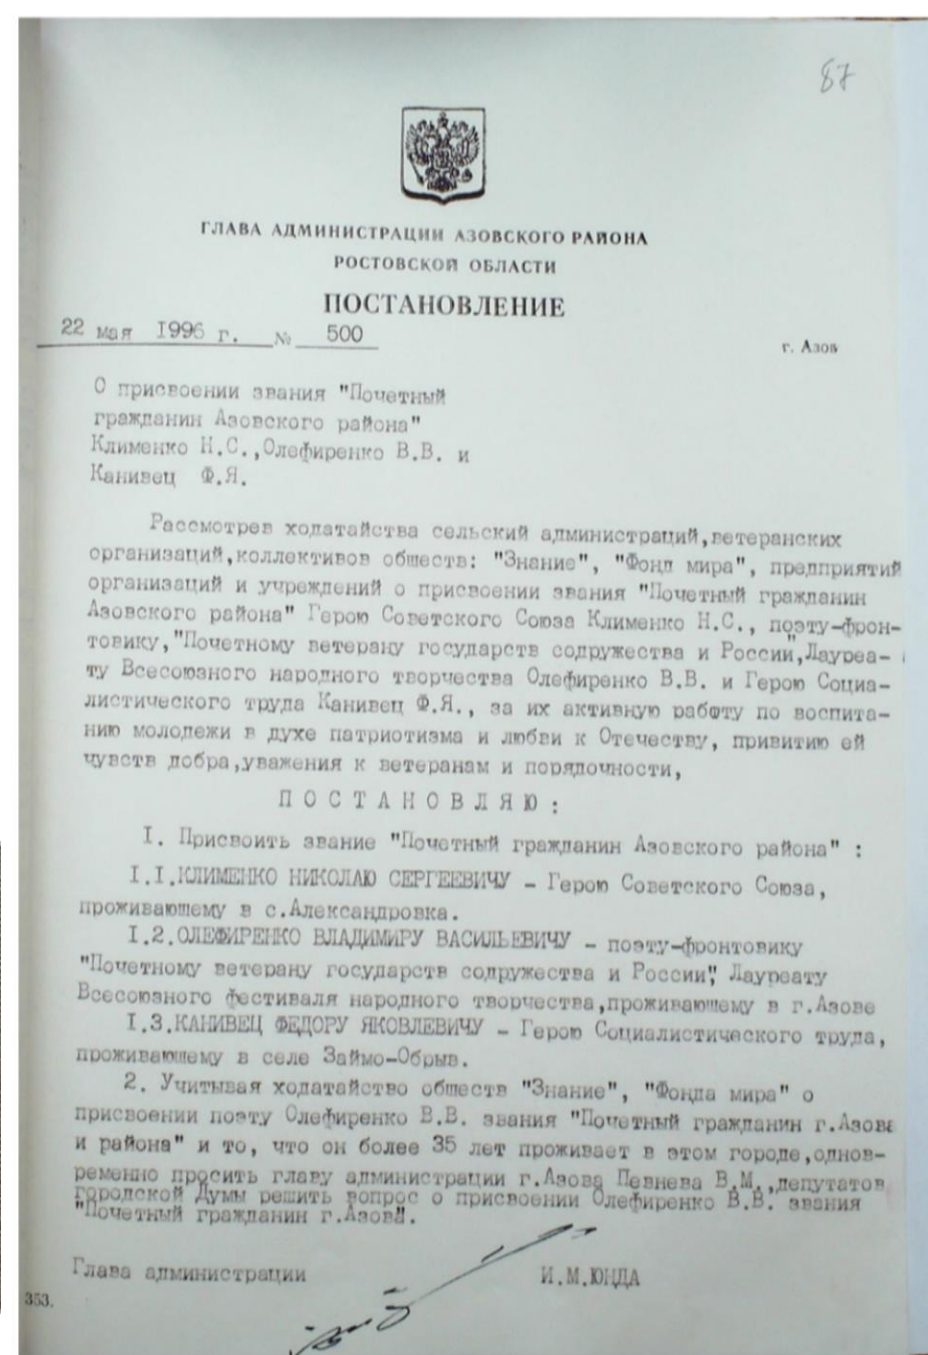 87
ГЛАВА АДМИНИСТРАЦИИ АЗОВСКОГО РАЙОНА
РОСТОВСКОЙ ОБЛАСТИ
ПОСТАНОВЛЕНИЕ
22 мая 1996 г. № 500
г. Азов
О присвоении звания "Почетный
гражданин Азовского района"
Клименко Н.С.,Олефиренко В.В. и
Канивец Ф.Я.
Рассмотрев ходатайства сельский администраций,ветеранских
организаций,коллективов обществ: "Знание", "Фонд мира", предприятий
организаций и учреждений о присвоении звания "Почетный гражданин
Азовского района" Герою Советского Союза Клименко Н.С., поэту-фрон-
товику,"Почетному ветерану государств содружества и России",Лауреа-
ту Всесоюзного народного творчества Олефиренко В.В. и Герою Социа-
листического труда Канивец Ф.Я., за их активную работу по воспита-
нию молодежи в духе патриотизма и любви к Отечеству, привитию ей
чувств добра,уважения к ветеранам и порядочности,
П О С Т А Н О В Л Я Ю :
I. Присвоить звание "Почетный гражданин Азовского района" :
I.I.КЛИМЕНКО НИКОЛАЮ СЕРГЕЕВИЧУ - Герою Советского Союза,
проживающему в с.Александровка.
I.2.ОЛЕФИРЕНКО ВЛАДИМИРУ ВАСИЛЬЕВИЧУ - поэту-фронтовику
"Почетному ветерану государств содружества и России", Лауреату
Всесоюзного фестиваля народного творчества,проживающему в г.Азове
I.3.КАНИВЕЦ ФЕДОРУ ЯКОВЛЕВИЧУ - Герою Социалистического труда,
проживающему в селе Займо-Обрыв.
2. Учитывая ходатайство обществ "Знание", "Фонда мира" о
присвоении поэту Олефиренко В.В. звания "Почетный гражданин г.Азова
и района" и то, что он более 35 лет проживает в этом городе,однов-
ременно просить главу администрации г.Азова Певнева В.М.,депутатов
городской Думы решить вопрос о присвоении Олефиренко В.В. звания
"Почетный гражданин г.Азова".
Глава администрации И.М.ЮНДА
353.